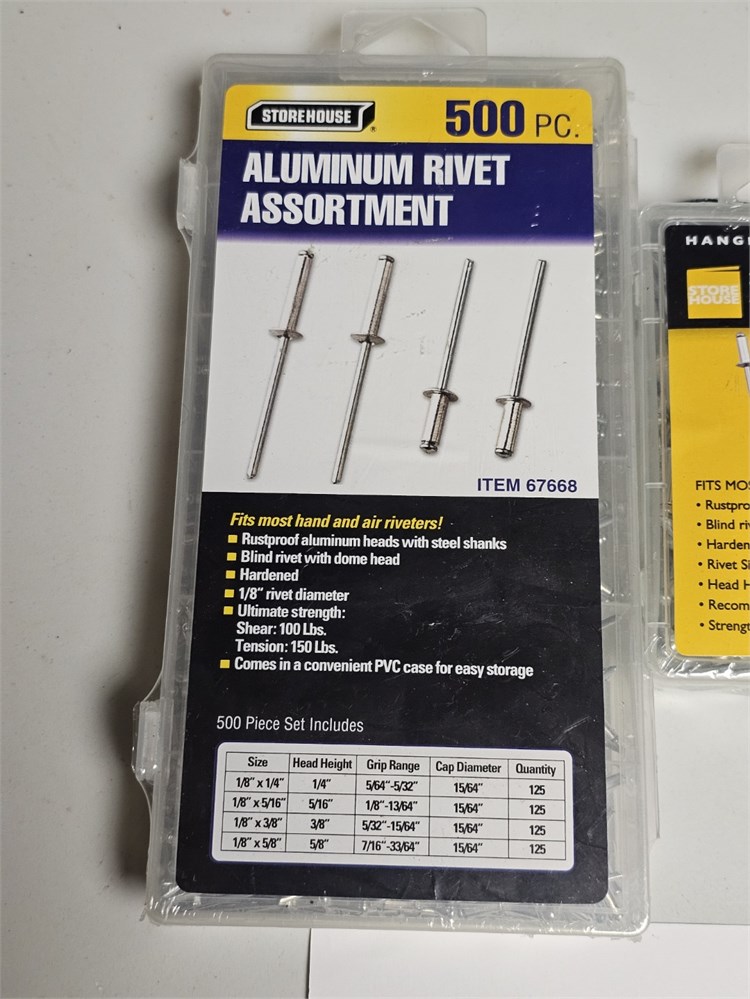 STOREHOUSE®
500 PC.
ALUMINUM RIVET
ASSORTMENT
ITEM 67668
Fits most hand and air riveters!
Rustproof aluminum heads with steel shanks
Blind rivet with dome head
Hardened
1/8" rivet diameter
Ultimate strength:
Shear: 100 Lbs.
Tension: 150 Lbs.
Comes in a convenient PVC case for easy storage
500 Piece Set Includes
Size Head Height Grip Range Cap Diameter Quantity
1/8" x 1/4" 1/4" 5/64"-5/32" 15/64" 125
1/8" x 5/16" 5/16" 1/8"-13/64" 15/64" 125
1/8" x 3/8" 3/8" 5/32"-15/64" 15/64" 125
1/8" x 5/8" 5/8" 7/16"-33/64" 15/64" 125
HANG
STORE
HOUSE
FITS MO
• Rustpro
• Blind ri
• Harden
• Rivet Si
• Head H
• Recom
• Strengt